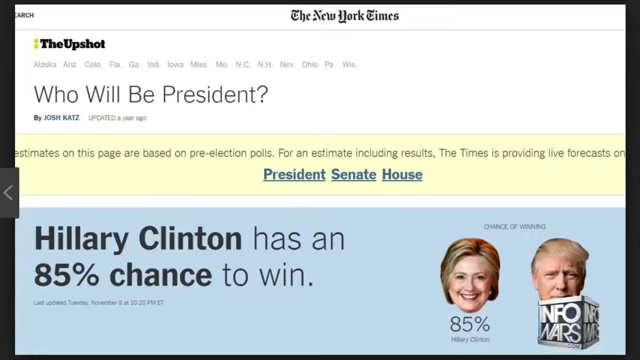 EARCH
The New York Times
TheUpshot
Alaska Ariz. Colo. Fla. Ga. Ind. Iowa Miss. Mo. N.C. N.H. Nev. Ohio Pa. Wis.
Who Will Be President?
By JOSH KATZ UPDATED a year ago
estimates on this page are based on pre-election polls. For an estimate including results, The Times is providing live forecasts on
President Senate House
Hillary Clinton has an
85% chance to win.
Last updated Tuesday, November 8 at 10:20 PM ET
CHANCE OF WINNING
85%
Hillary Clinton
INFO
WARS
.COM